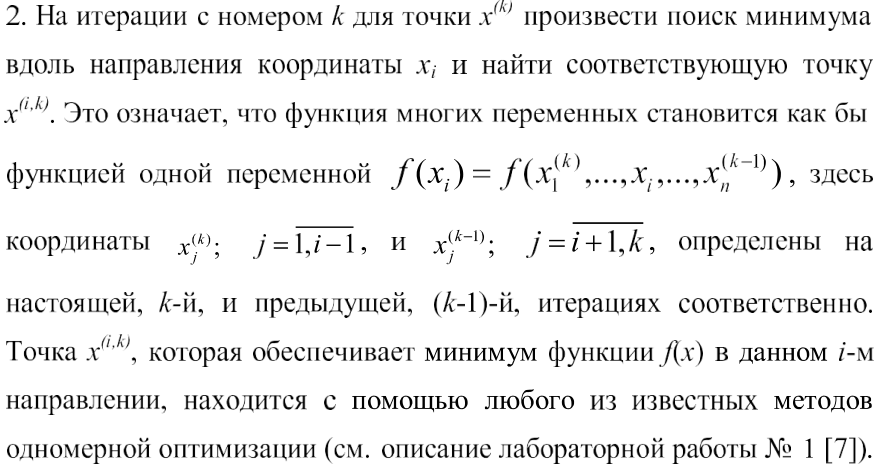 2. На итерации с номером k для точки x^(k) произвести поиск минимума
вдоль направления координаты x_i и найти соответствующую точку
x^(i,k). Это означает, что функция многих переменных становится как бы
функцией одной переменной f(x_i) = f(x_1^(k),...,x_i,...,x_n^(k−1)), здесь
координаты x_j^(k); j = \overline{1,i−1}, и x_j^(k−1); j = \overline{i+1,k}, определены на
настоящей, k-й, и предыдущей, (k-1)-й, итерациях соответственно.
Точка x^(i,k), которая обеспечивает минимум функции f(x) в данном i-м
направлении, находится с помощью любого из известных методов
одномерной оптимизации (см. описание лабораторной работы № 1 [7]).